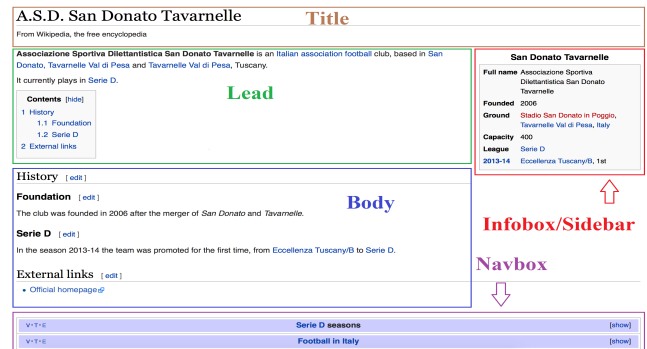 A.S.D. San Donato Tavarnelle
Title
From Wikipedia, the free encyclopedia
Associazione Sportiva Dilettantistica San Donato Tavarnelle is an Italian association football club, based in San
Donato, Tavarnelle Val di Pesa and Tavarnelle Val di Pesa, Tuscany.
It currently plays in Serie D.
Lead
Contents [hide]
1 History
1.1 Foundation
1.2 Serie D
2 External links
San Donato Tavarnelle
Full name Associazione Sportiva
Dilettantistica San Donato
Tavarnelle
Founded 2006
Ground Stadio San Donato in Poggio,
Tavarnelle Val di Pesa, Italy
Capacity 400
League Serie D
2013-14 Eccellenza Tuscany/B, 1st
Infobox/Sidebar
History [ edit ]
Foundation [ edit ]
Body
The club was founded in 2006 after the merger of San Donato and Tavarnelle.
Serie D [ edit ]
In the season 2013-14 the team was promoted for the first time, from Eccellenza Tuscany/B to Serie D.
External links [ edit ]
• Official homepage
Navbox
V • T • E Serie D seasons [show]
V • T • E Football in Italy [show]